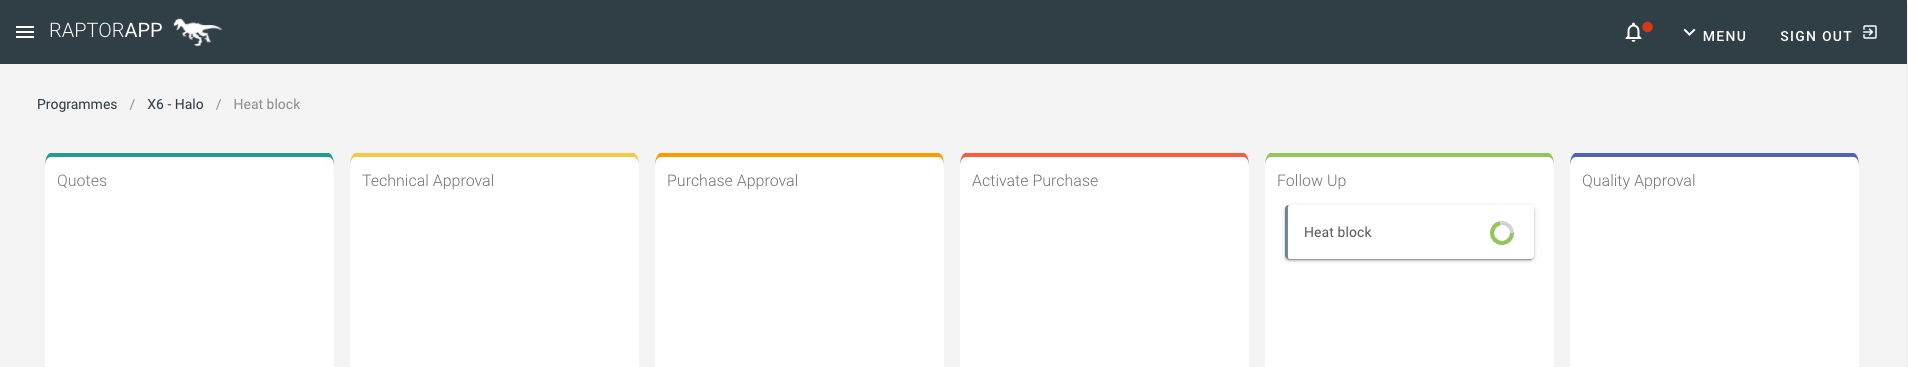 RAPTORAPP
MENU
SIGN OUT
Programmes / X6 - Halo / Heat block
Quotes
Technical Approval
Purchase Approval
Activate Purchase
Follow Up
Quality Approval
Heat block